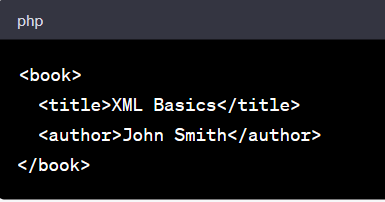 php
<book>
  <title>XML Basics</title>
  <author>John Smith</author>
</book>